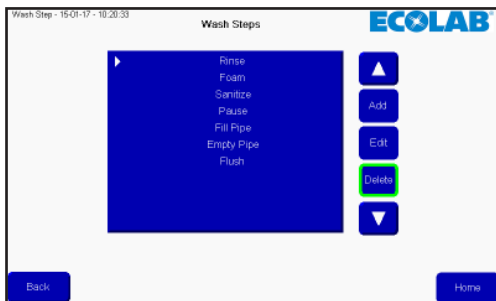 Wash Step - 15-01-17 - 10:20:33
Wash Steps
ECOLAB®
Rinse
Foam
Sanitize
Pause
Fill Pipe
Empty Pipe
Flush
Add
Edit
Delete
Back
Home